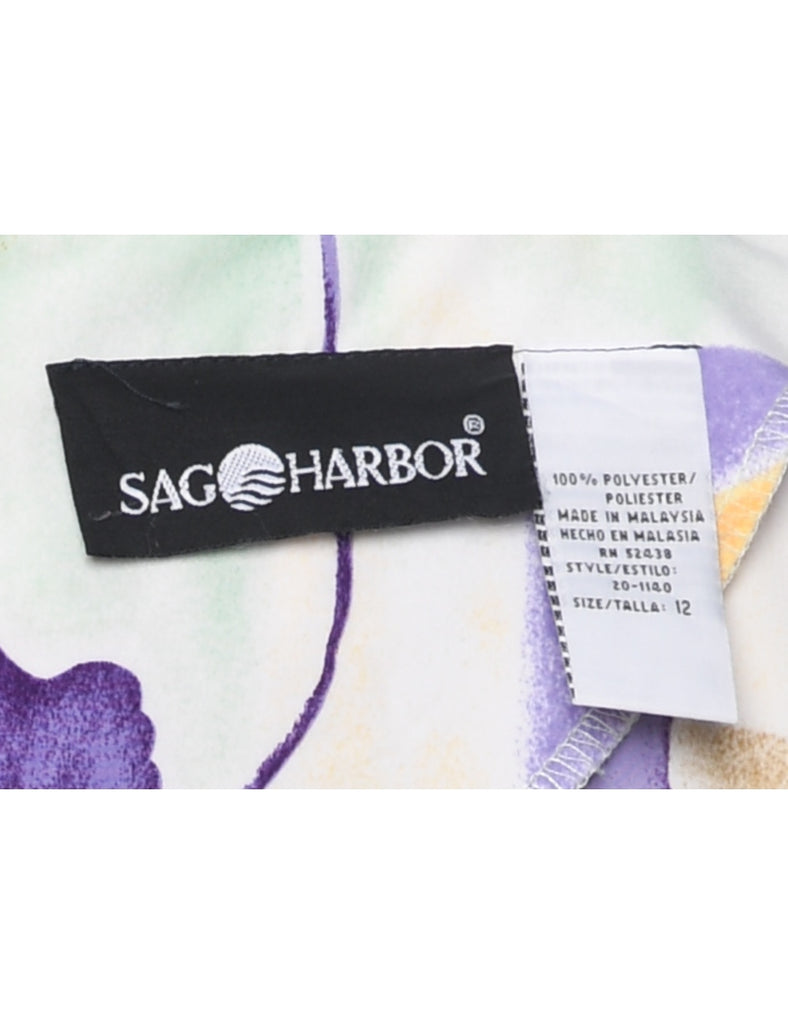 SAG HARBOR®
100% POLYESTER/
POLIESTER
MADE IN MALAYSIA
HECHO EN MALASIA
RN 52438
STYLE/ESTILO:
20-1140
SIZE/TALLA: 12